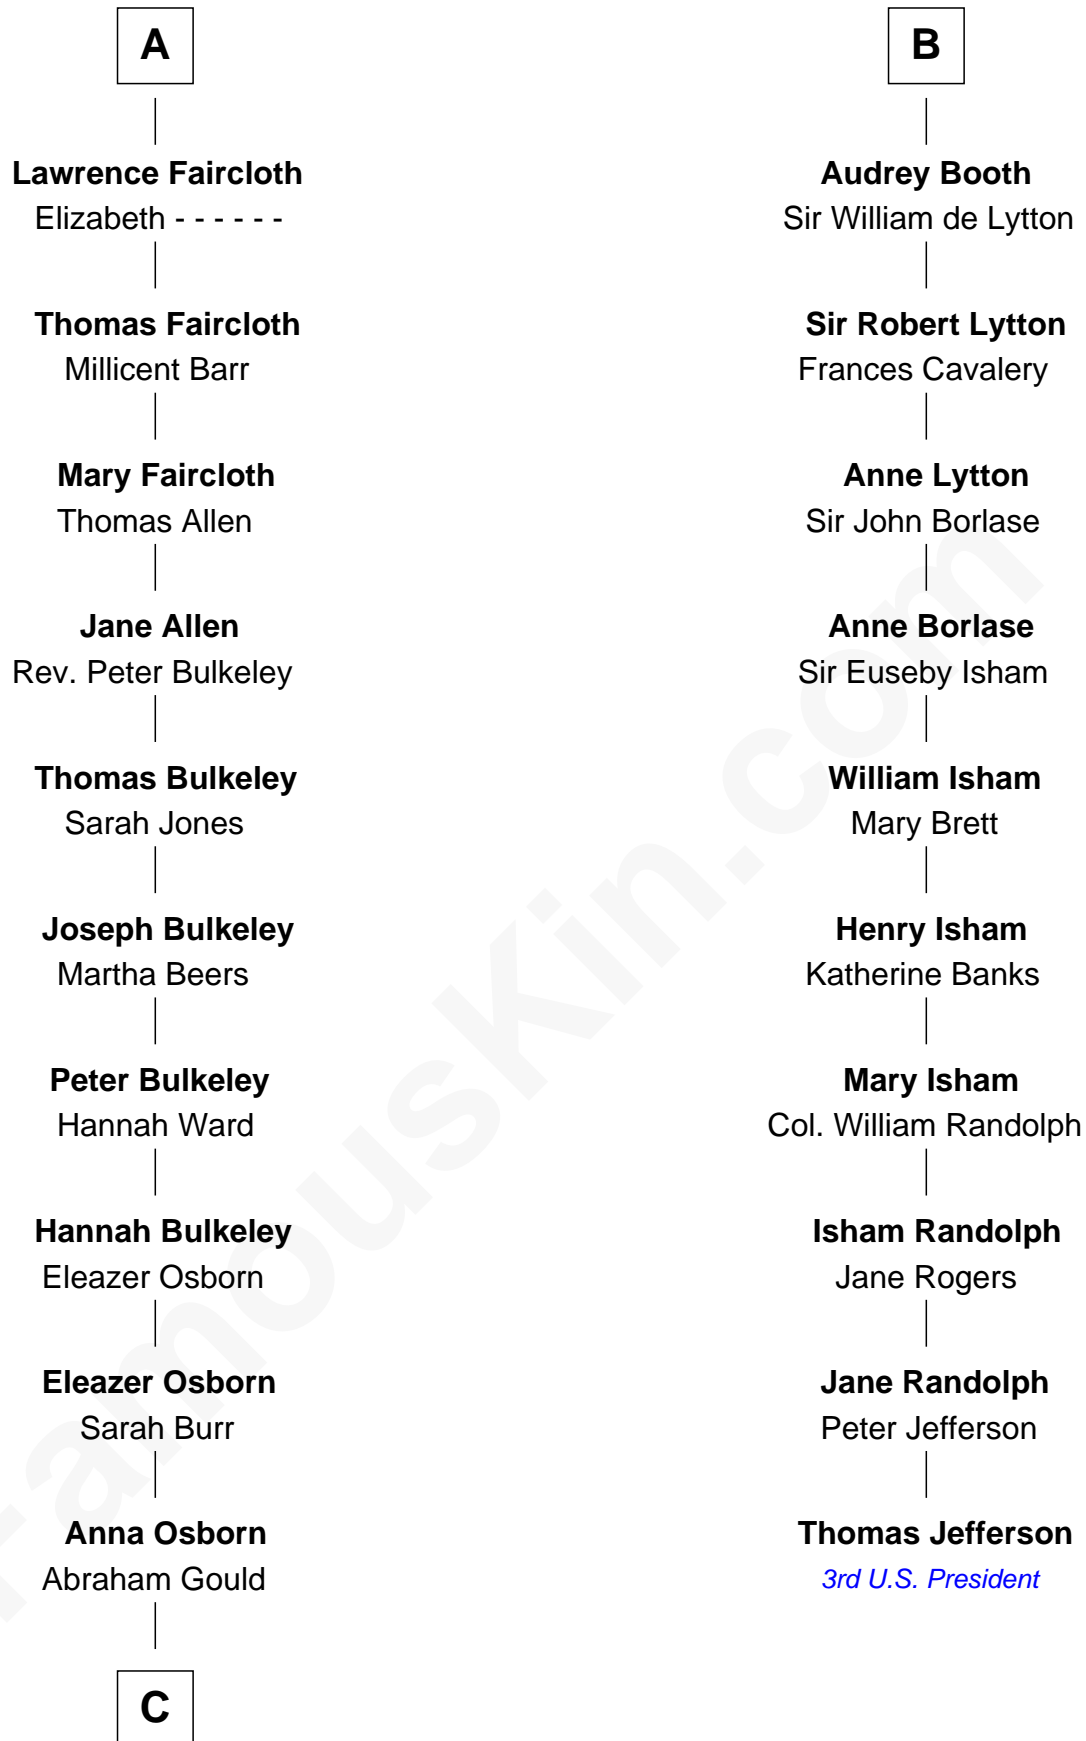 A
Lawrence Faircloth
Elizabeth - - - - - -
Thomas Faircloth
Millicent Barr
Mary Faircloth
Thomas Allen
Jane Allen
Rev. Peter Bulkeley
Thomas Bulkeley
Sarah Jones
Joseph Bulkeley
Martha Beers
Peter Bulkeley
Hannah Ward
Hannah Bulkeley
Eleazer Osborn
Eleazer Osborn
Sarah Burr
Anna Osborn
Abraham Gould
C
B
Audrey Booth
Sir William de Lytton
Sir Robert Lytton
Frances Cavalery
Anne Lytton
Sir John Borlase
Anne Borlase
Sir Euseby Isham
William Isham
Mary Brett
Henry Isham
Katherine Banks
Mary Isham
Col. William Randolph
Isham Randolph
Jane Rogers
Jane Randolph
Peter Jefferson
Thomas Jefferson
3rd U.S. President
FamousKin.com